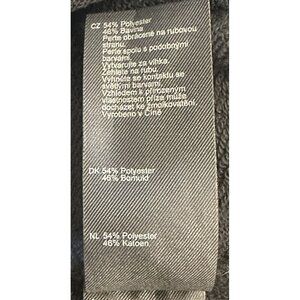 CZ 54% Polyester
46% Bavlna
Perte obrácené na rubovou
stranu.
Perte spolu s podobnými
barvami.
Vytvarujte za vlhka.
Žehlete na rubu.
Vyhněte se kontaktu se
světlými barvami.
Vzhledem k přirozeným
vlastnostem příze může
docházet ke žmolkovatění
Vyrobeno v Číně
DK 54% Polyester
46% Bomuld
NL 54% Polyester
46% Katoen